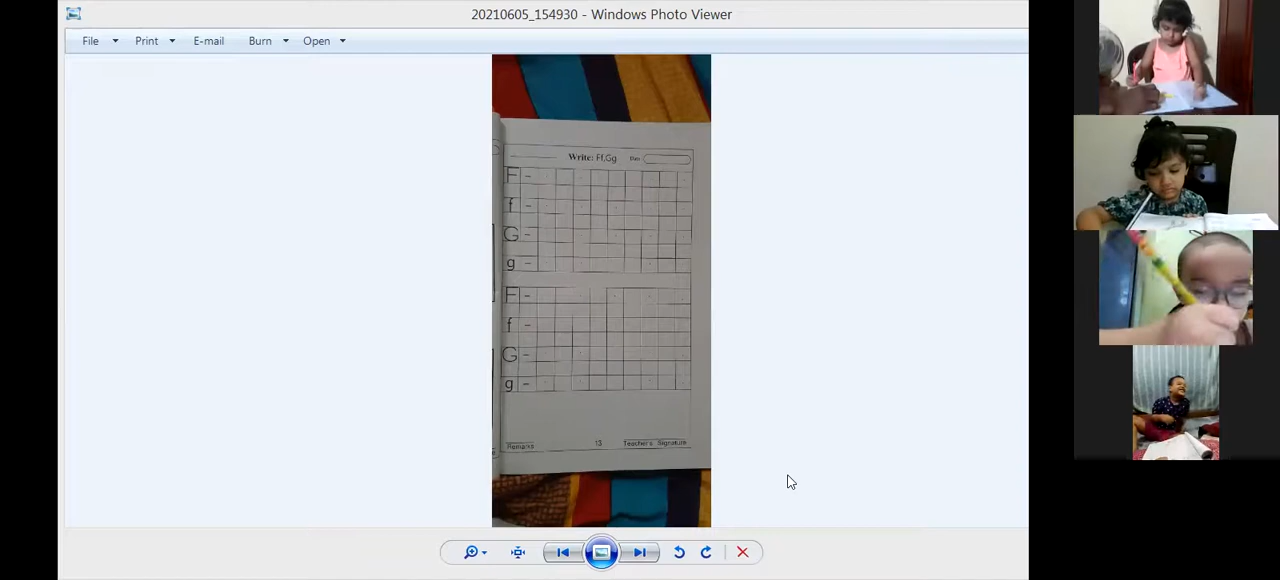 20210605_154930 - Windows Photo Viewer
File Print E-mail Burn Open
Write: Ff,Gg
F -
f -
G -
g -
F -
f -
G -
g -
Remarks 13 Teacher's Signature